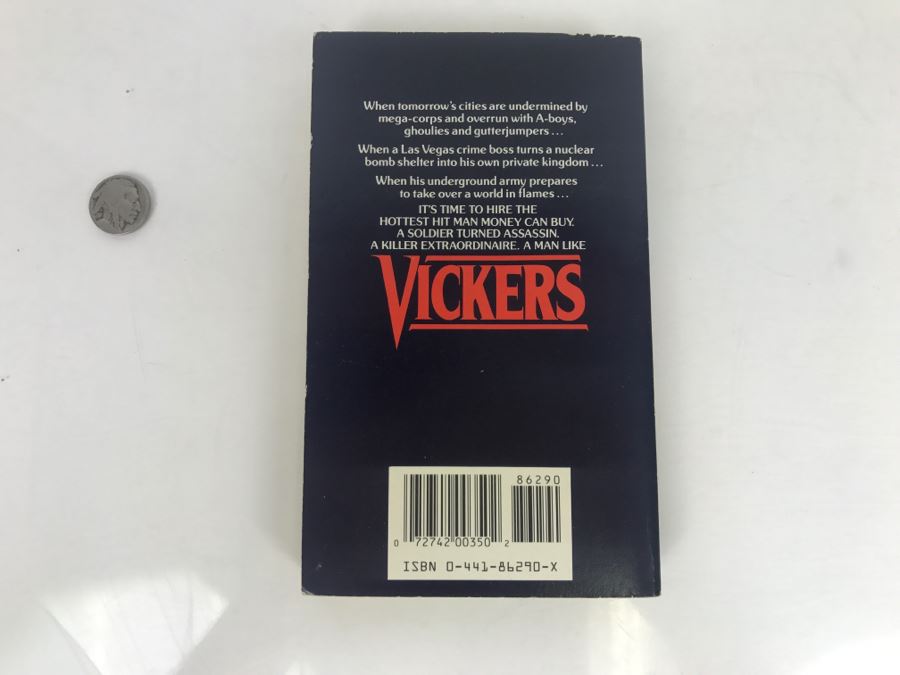 When tomorrow's cities are undermined by
mega-corps and overrun with A-boys,
ghoulies and gutterjumpers...
When a Las Vegas crime boss turns a nuclear
bomb shelter into his own private kingdom...
When his underground army prepares
to take over a world in flames...
IT'S TIME TO HIRE THE
HOTTEST HIT MAN MONEY CAN BUY.
A SOLDIER TURNED ASSASSIN.
A KILLER EXTRAORDINAIRE. A MAN LIKE
VICKERS
86290
0 72742 00350 2
ISBN 0-441-86290-X